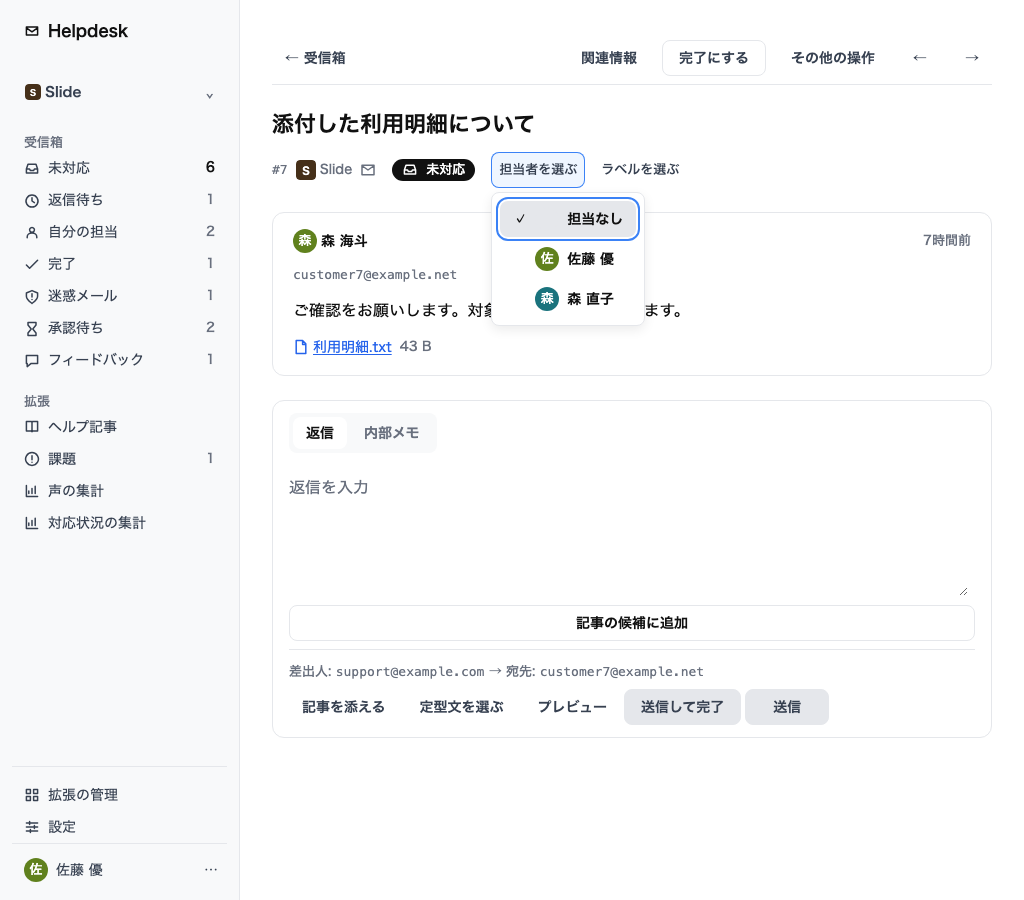 Helpdesk
S Slide
受信箱
未対応 6
返信待ち 1
自分の担当 2
完了 1
迷惑メール 1
承認待ち 2
フィードバック 1
拡張
ヘルプ記事
課題 1
声の集計
対応状況の集計
拡張の管理
設定
佐 佐藤 優 …
← 受信箱 関連情報 完了にする その他の操作 ← →
添付した利用明細について
#7 S Slide 未対応 担当者を選ぶ ラベルを選ぶ
✓ 担当なし
佐 佐藤 優
森 森 直子
森 森 海斗 7時間前
customer7@example.net
ご確認をお願いします。対象 ます。
利用明細.txt 43 B
返信 内部メモ
返信を入力
記事の候補に追加
差出人: support@example.com → 宛先: customer7@example.net
記事を添える 定型文を選ぶ プレビュー 送信して完了 送信